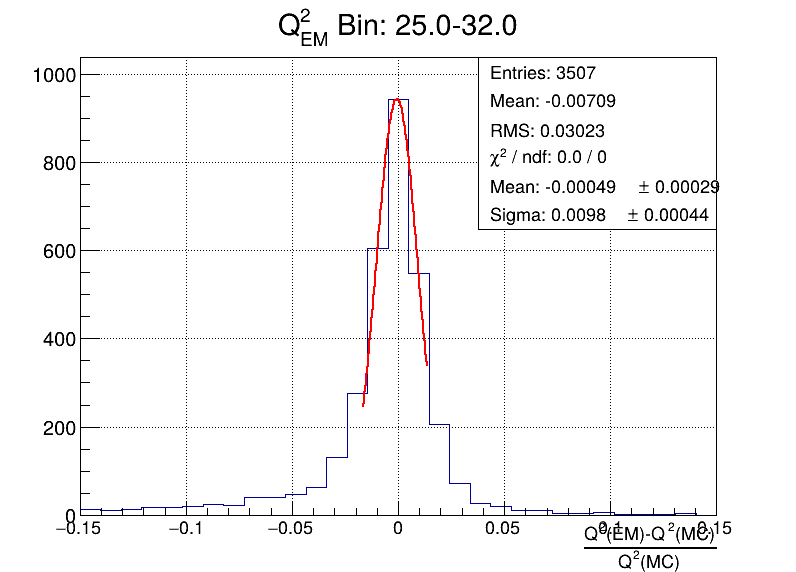 Q²_EM Bin: 25.0-32.0
Entries: 3507
Mean: -0.00709
RMS: 0.03023
χ² / ndf: 0.0 / 0
Mean: -0.00049 ± 0.00029
Sigma: 0.0098 ± 0.00044
1000
800
600
400
200
0
−0.15 −0.1 −0.05 0 0.05 0.1 0.15
Q²(EM)-Q²(MC)
Q²(MC)